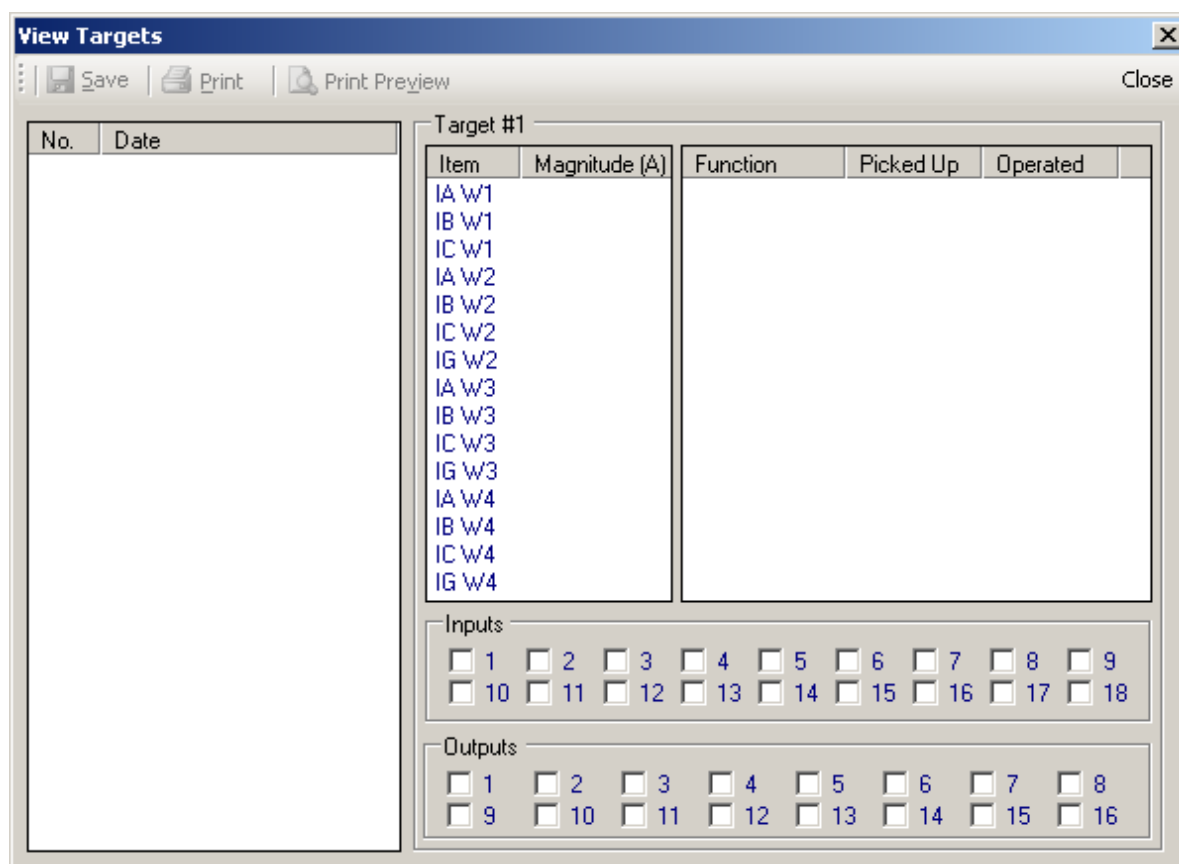 View Targets
Save Print Print Preview Close
No. Date
Target #1
Item Magnitude (A) Function Picked Up Operated
IA W1
IB W1
IC W1
IA W2
IB W2
IC W2
IG W2
IA W3
IB W3
IC W3
IG W3
IA W4
IB W4
IC W4
IG W4
Inputs
1 2 3 4 5 6 7 8 9
10 11 12 13 14 15 16 17 18
Outputs
1 2 3 4 5 6 7 8
9 10 11 12 13 14 15 16